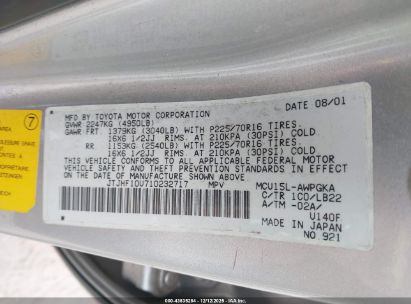 7
AREA
MFD BY TOYOTA MOTOR CORPORATION
DATE 08/01
GVWR 2247KG (4950LB)
GAWR FRT 1379KG (3040LB) WITH P225/70R16 TIRES.
16X6 1/2JJ RIMS. AT 210KPA (30PSI) COLD.
RR 1153KG (2540LB) WITH P225/70R16 TIRES.
16X6 1/2JJ RIMS. AT 210KPA (30PSI) COLD.
THIS VEHICLE CONFORMS TO ALL APPLICABLE FEDERAL MOTOR
VEHICLE SAFETY AND THEFT PREVENTION STANDARDS IN EFFECT
ON THE DATE OF MANUFACTURE SHOWN ABOVE.
JTJHF10U710232717 MPV
MCU15L-AWPGKA
C/TR 1C0/LB22
A/TM -02A/
U140F
MADE IN JAPAN
NO.921